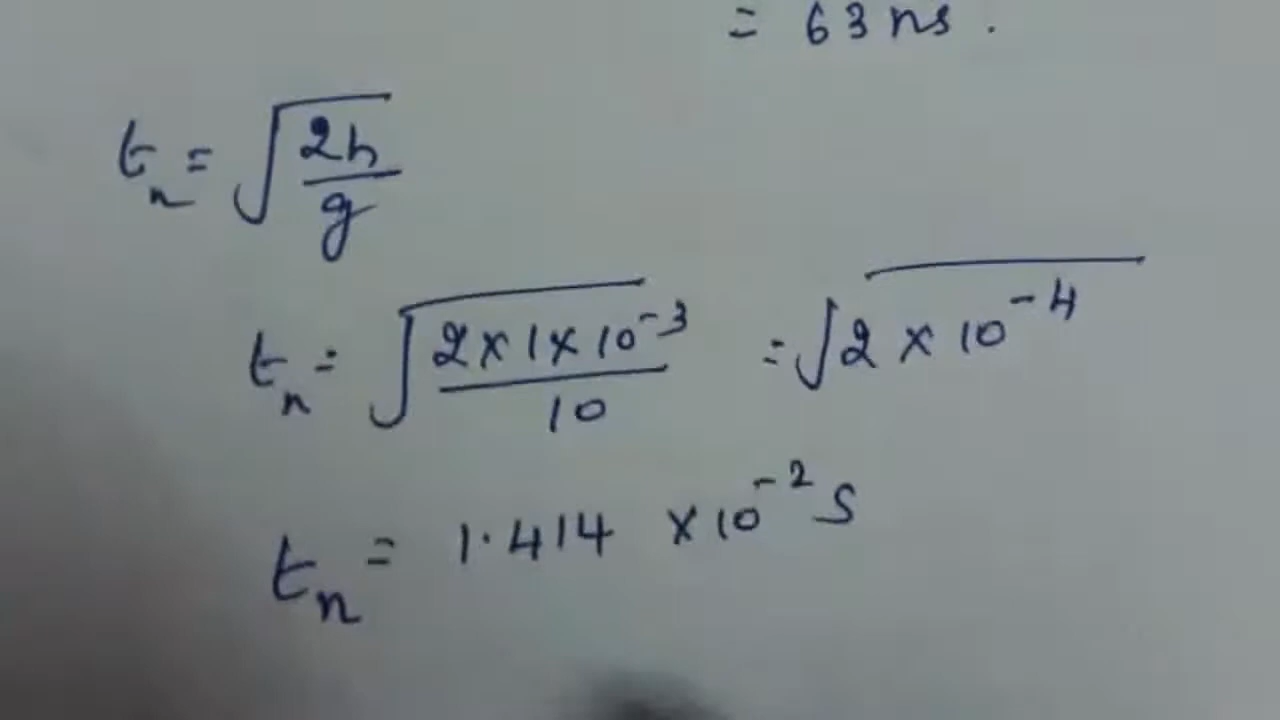 = 63 ns.
tn = √(2h/g)
tn = √(2×1×10⁻³/10) = √2 × 10⁻⁴
tn = 1.414 ×10⁻² S